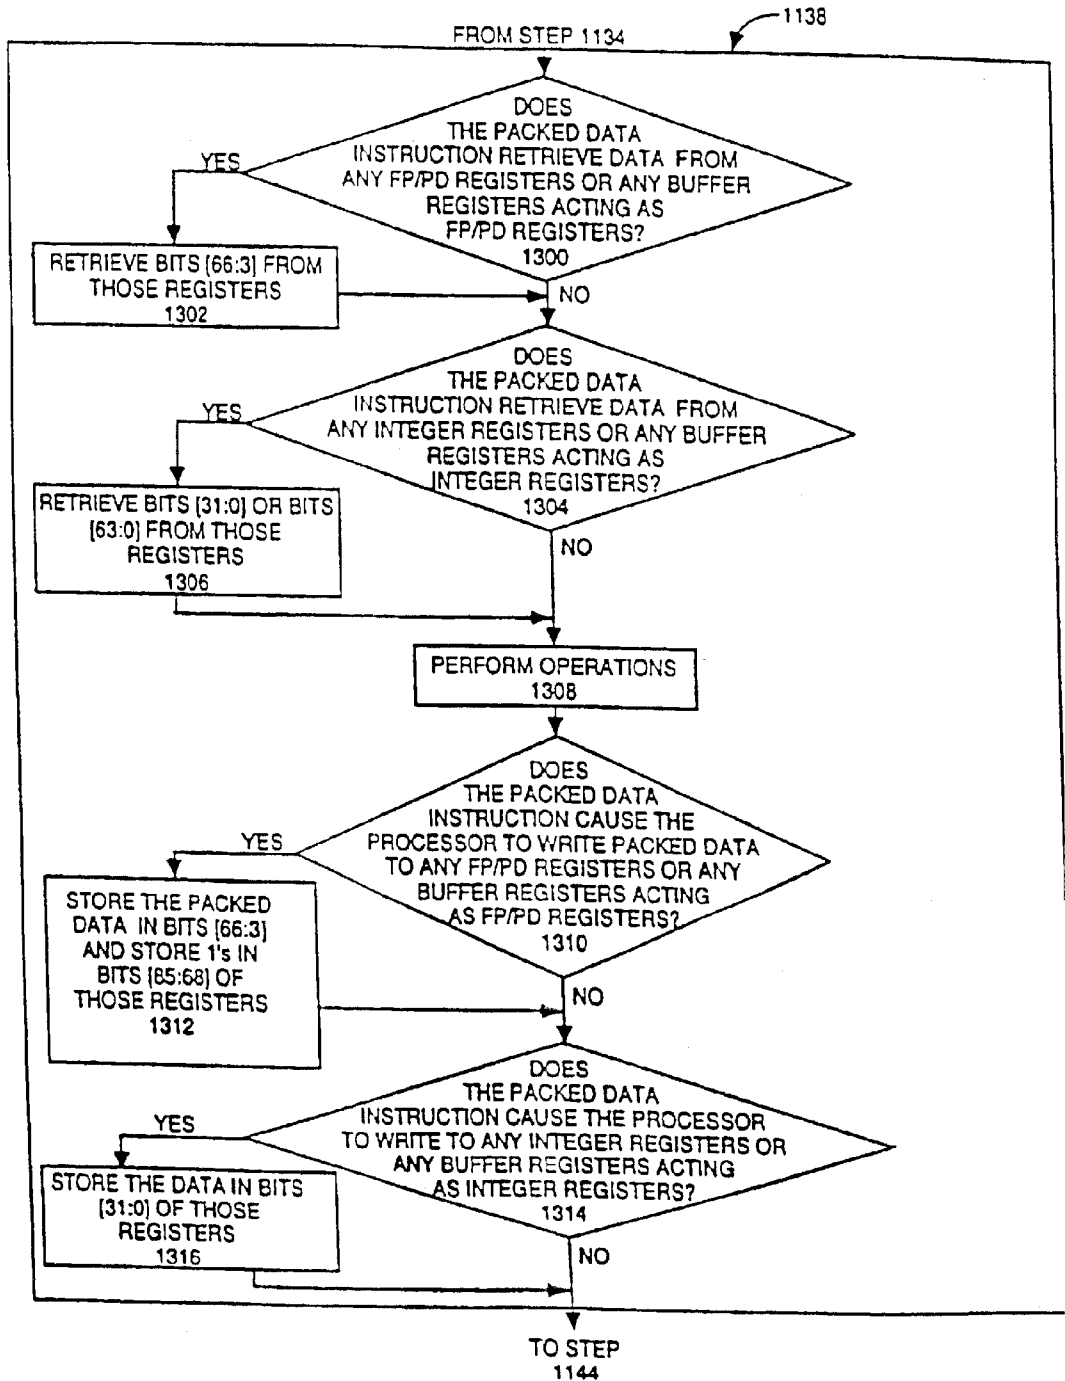 1138
FROM STEP 1134
DOES
THE PACKED DATA
INSTRUCTION RETRIEVE DATA FROM
ANY FP/PD REGISTERS OR ANY BUFFER
REGISTERS ACTING AS
FP/PD REGISTERS?
1300
YES
RETRIEVE BITS [66:3] FROM
THOSE REGISTERS
1302
NO
DOES
THE PACKED DATA
INSTRUCTION RETRIEVE DATA FROM
ANY INTEGER REGISTERS OR ANY BUFFER
REGISTERS ACTING AS
INTEGER REGISTERS?
1304
YES
RETRIEVE BITS [31:0] OR BITS
[63:0] FROM THOSE
REGISTERS
1306
NO
PERFORM OPERATIONS
1308
DOES
THE PACKED DATA
INSTRUCTION CAUSE THE
PROCESSOR TO WRITE PACKED DATA
TO ANY FP/PD REGISTERS OR ANY
BUFFER REGISTERS ACTING
AS FP/PD REGISTERS?
1310
YES
STORE THE PACKED
DATA IN BITS [66:3]
AND STORE 1's IN
BITS [85:68] OF
THOSE REGISTERS
1312
NO
DOES
THE PACKED DATA
INSTRUCTION CAUSE THE PROCESSOR
TO WRITE TO ANY INTEGER REGISTERS OR
ANY BUFFER REGISTERS ACTING
AS INTEGER REGISTERS?
1314
YES
STORE THE DATA IN BITS
[31:0] OF THOSE
REGISTERS
1316
NO
TO STEP
1144